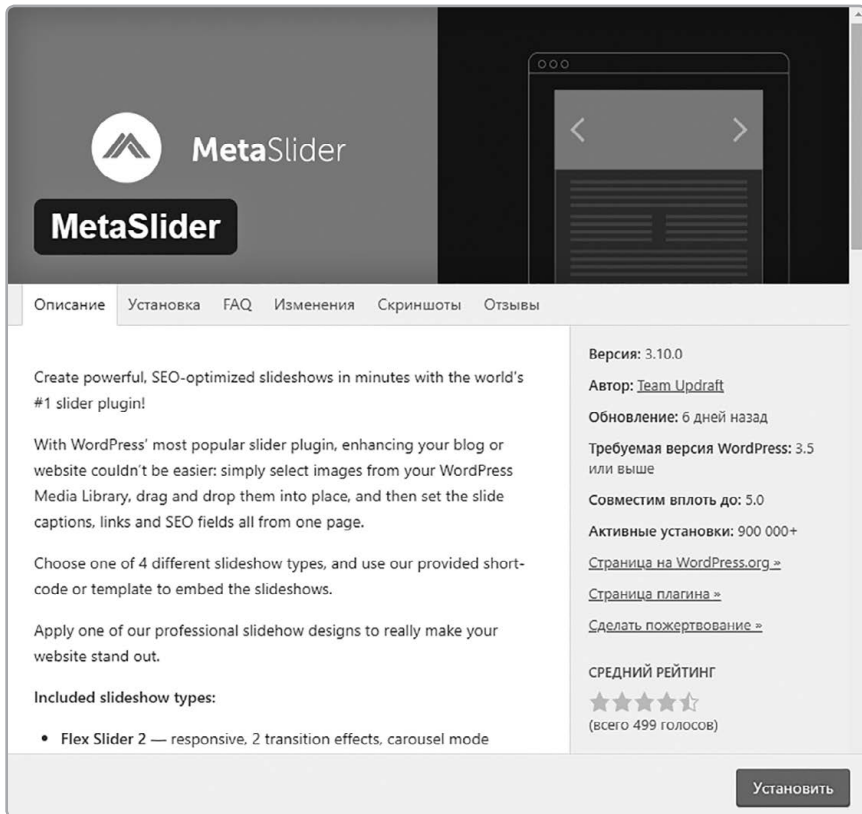 MetaSlider
MetaSlider
Описание Установка FAQ Изменения Скриншоты Отзывы
Create powerful, SEO-optimized slideshows in minutes with the world's
#1 slider plugin!
With WordPress' most popular slider plugin, enhancing your blog or
website couldn't be easier: simply select images from your WordPress
Media Library, drag and drop them into place, and then set the slide
captions, links and SEO fields all from one page.
Choose one of 4 different slideshow types, and use our provided short-
code or template to embed the slideshows.
Apply one of our professional slidehow designs to really make your
website stand out.
Included slideshow types:
• Flex Slider 2 — responsive, 2 transition effects, carousel mode
Версия: 3.10.0
Автор: Team Updraft
Обновление: 6 дней назад
Требуемая версия WordPress: 3.5
или выше
Совместим вплоть до: 5.0
Активные установки: 900 000+
Страница на WordPress.org »
Страница плагина »
Сделать пожертвование »
СРЕДНИЙ РЕЙТИНГ
(всего 499 голосов)
Установить